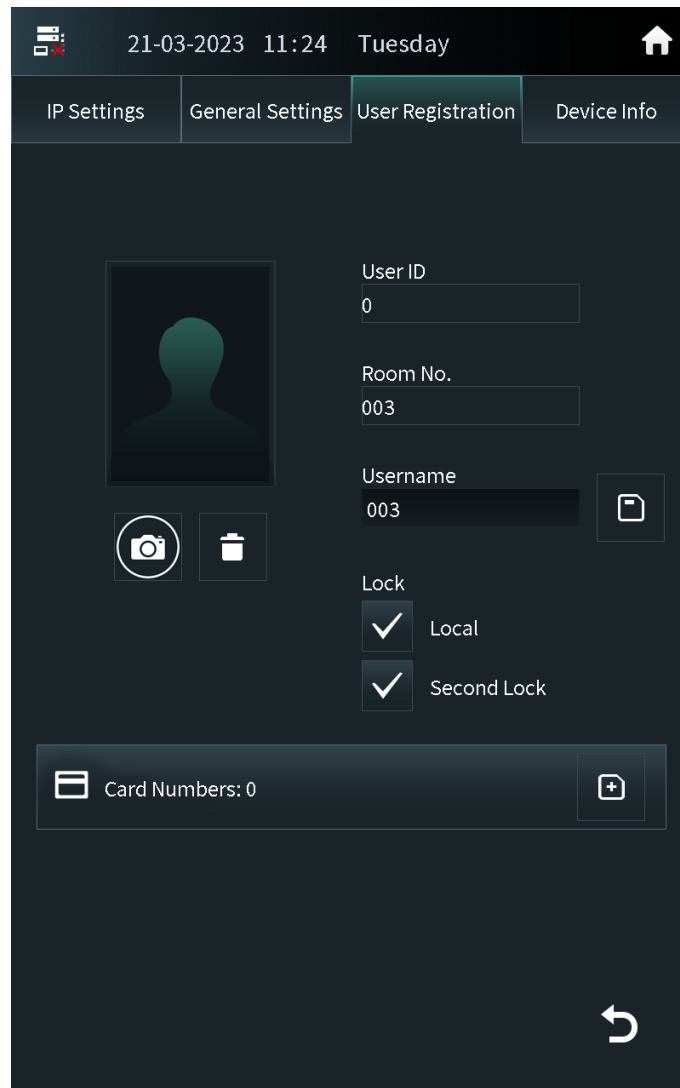 21-03-2023 11:24 Tuesday
IP Settings General Settings User Registration Device Info
User ID
0
Room No.
003
Username
003
Lock
Local
Second Lock
Card Numbers: 0